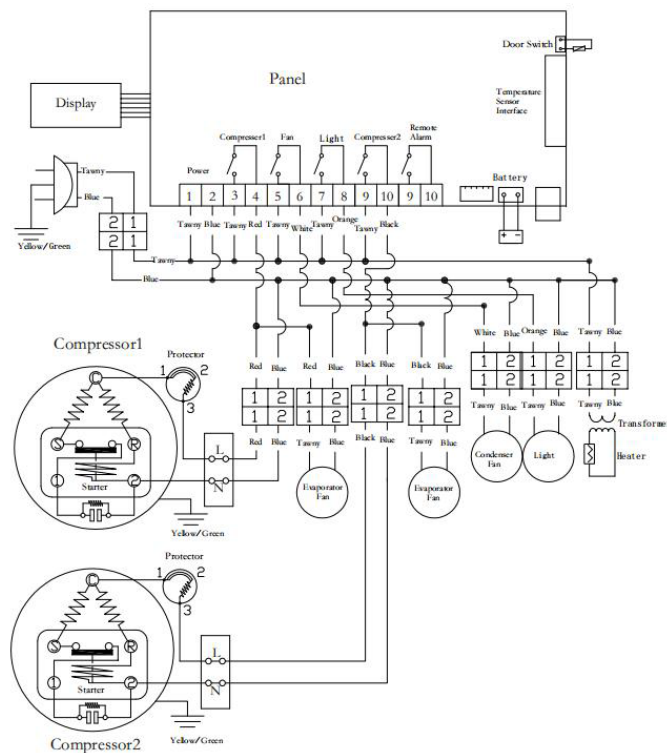 Door Switch
Panel
Display
Temperature
Sensor
Interface
Compressor1 Fan Light Compresser2 Remote
Alarm
Power
Battery
1 2 3 4 5 6 7 8 9 10 9 10
+ -
Tawny
Blue
Yellow/Green
2 1
2 1
Tawny Blue Tawny Red Tawny White Tawny Orange Tawny Black
Tawny
Blue
White Blue Orange Blue Tawny Blue
1 2 1 2 1 2
1 2 1 2 1 2
Tawny Blue Tawny Blue
Transforme
Heater
Condenser
Fan
Light
Red Blue Red Blue Black Blue Black Blue
1 2 1 2 1 2 1 2
1 2 1 2 1 2 1 2
Red Blue Tawny Blue Black Blue Tawny Blue
Evaporator
Fan
Evaporator
Fan
Compressor1
Protector
1 2
3
C
S R
1 2
Starter
L
N
Yellow/Green
Protector
1 2
3
C
S R
1 2
Starter
L
N
Yellow/Green
Compressor2